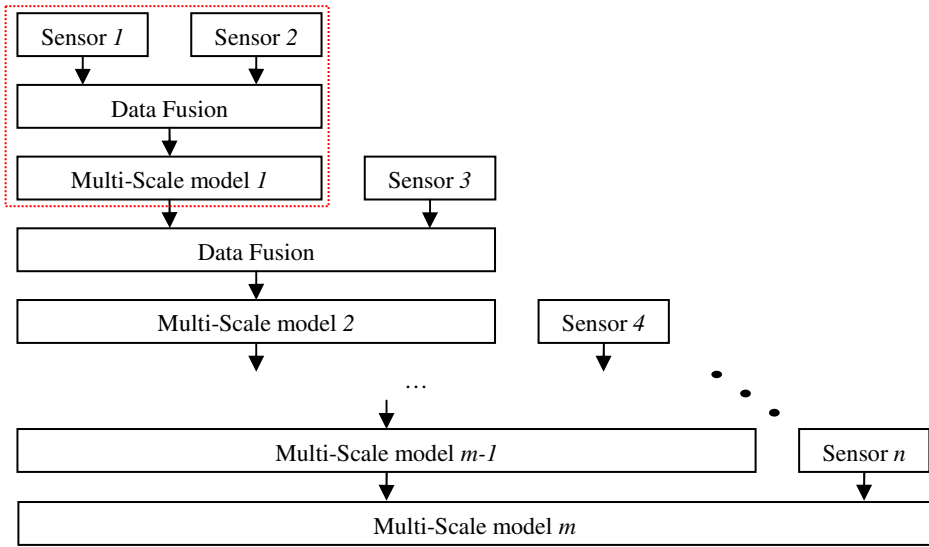 Sensor 1
Sensor 2
Data Fusion
Multi-Scale model 1
Sensor 3
Data Fusion
Multi-Scale model 2
Sensor 4
...
Multi-Scale model m-1
Sensor n
Multi-Scale model m